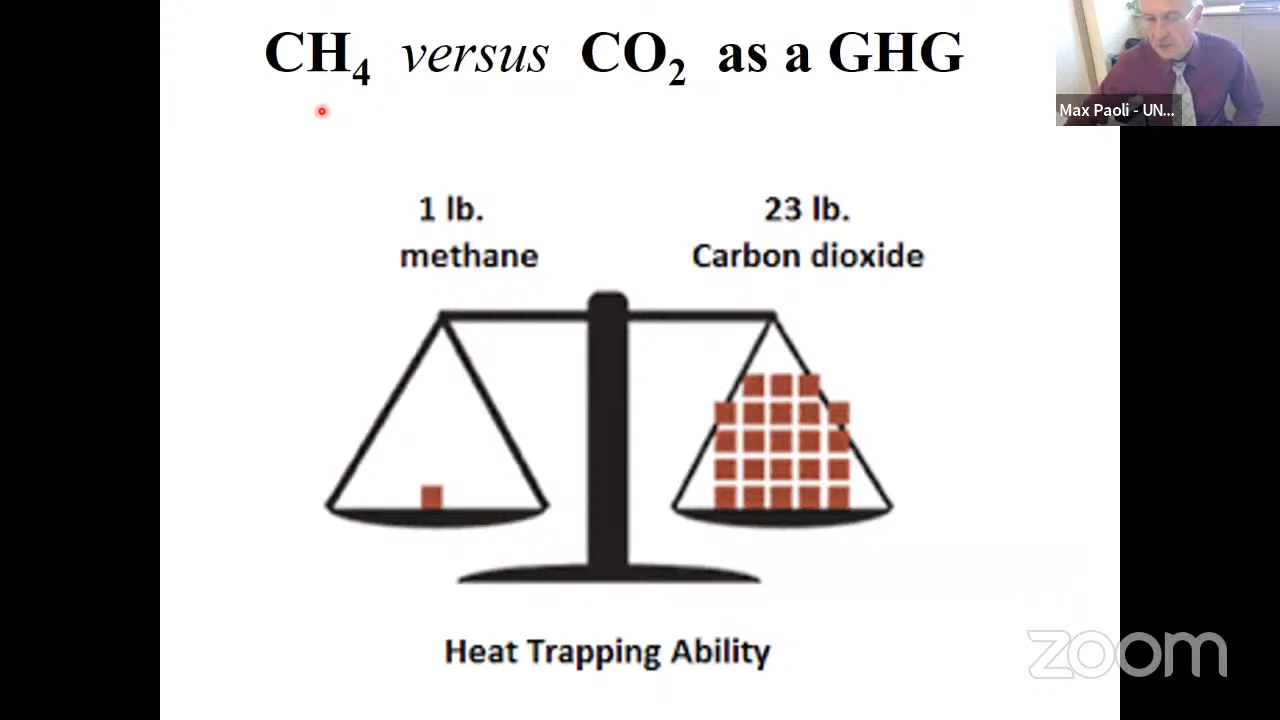 CH₄ versus CO₂ as a GHG
Max Paoli - UN...
1 lb.
methane
23 lb.
Carbon dioxide
Heat Trapping Ability
zoom